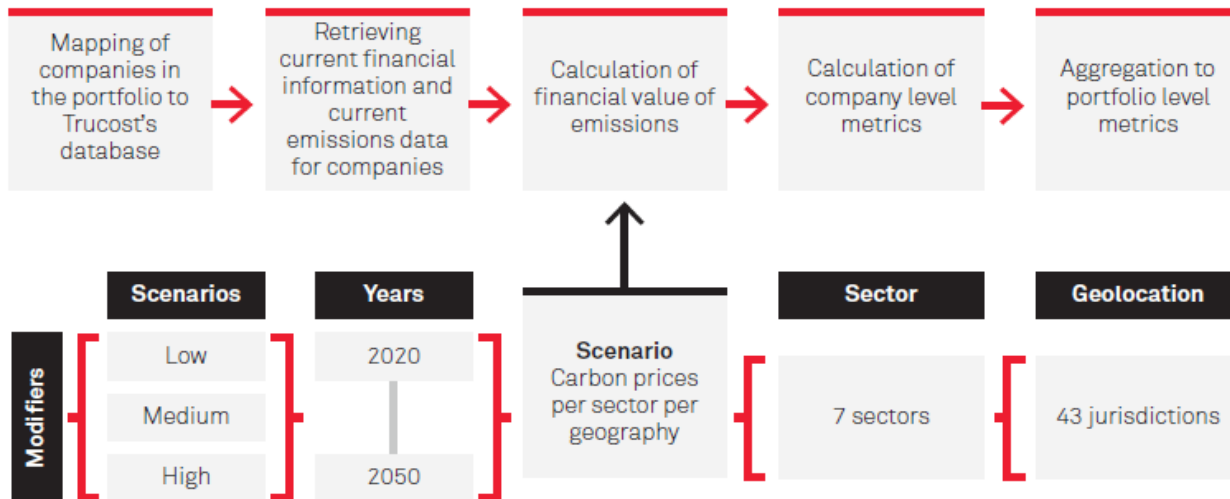 Mapping of
companies in
the portfolio to
Trucost's
database
Retrieving
current financial
information and
current
emissions data
for companies
Calculation of
financial value of
emissions
Calculation of
company level
metrics
Aggregation to
portfolio level
metrics
Modifiers
Scenarios
Low
Medium
High
Years
2020
2050
Scenario
Carbon prices
per sector per
geography
Sector
7 sectors
Geolocation
43 jurisdictions